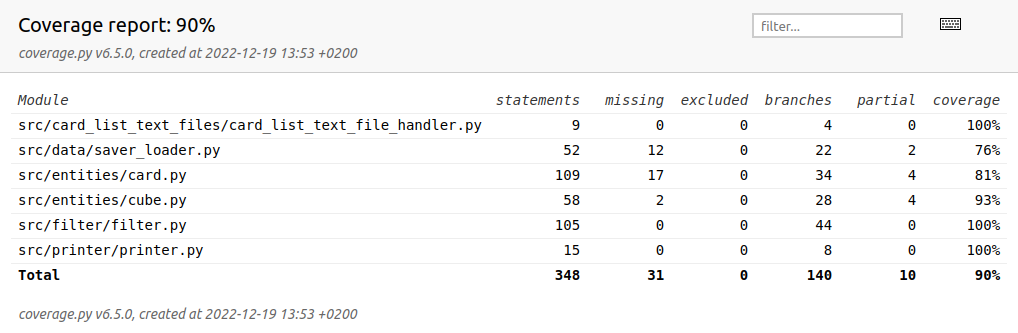 Coverage report: 90%
filter...
coverage.py v6.5.0, created at 2022-12-19 13:53 +0200
Module statements missing excluded branches partial coverage
src/card_list_text_files/card_list_text_file_handler.py 9 0 0 4 0 100%
src/data/saver_loader.py 52 12 0 22 2 76%
src/entities/card.py 109 17 0 34 4 81%
src/entities/cube.py 58 2 0 28 4 93%
src/filter/filter.py 105 0 0 44 0 100%
src/printer/printer.py 15 0 0 8 0 100%
Total 348 31 0 140 10 90%
coverage.py v6.5.0, created at 2022-12-19 13:53 +0200